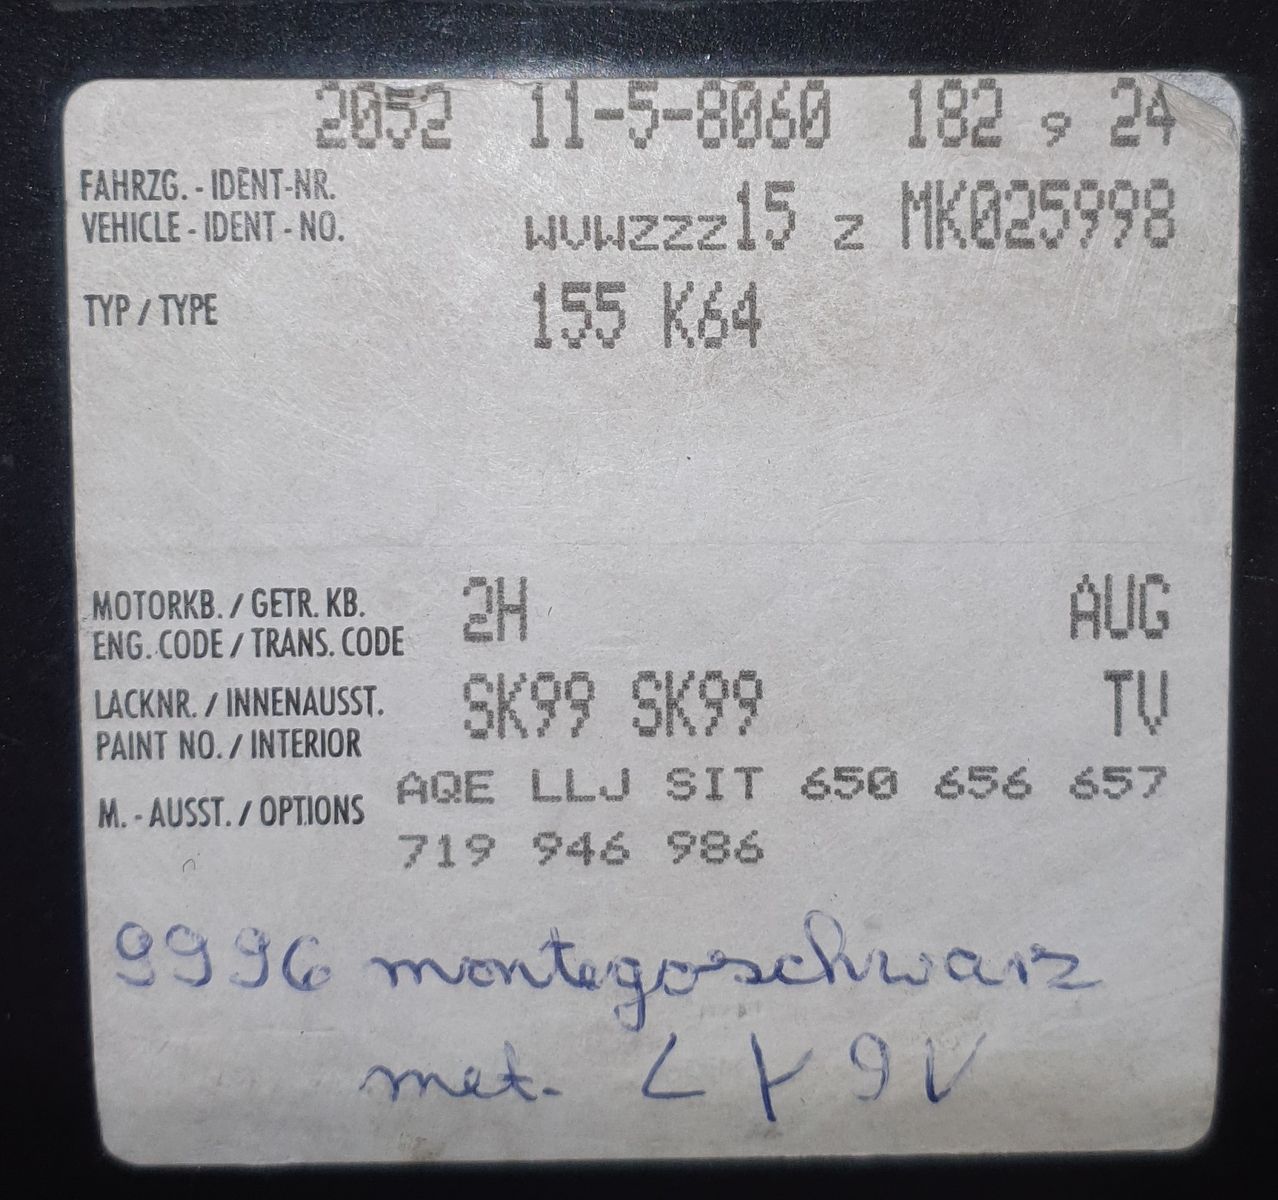 2052 11-5-8060 182 , 24
FAHRZG. - IDENT-NR.
VEHICLE - IDENT - NO. WVWZZZ15 Z MK025998
TYP / TYPE 155 K64
MOTORKB. / GETR. KB. 2H AUG
ENG. CODE / TRANS. CODE
LACKNR. / INNENAUSST. SK99 SK99 TV
PAINT NO. / INTERIOR
M. - AUSST. / OPTIONS AQE LLJ SIT 650 656 657
719 946 986
9996 montegoschwarz
met. LY9V